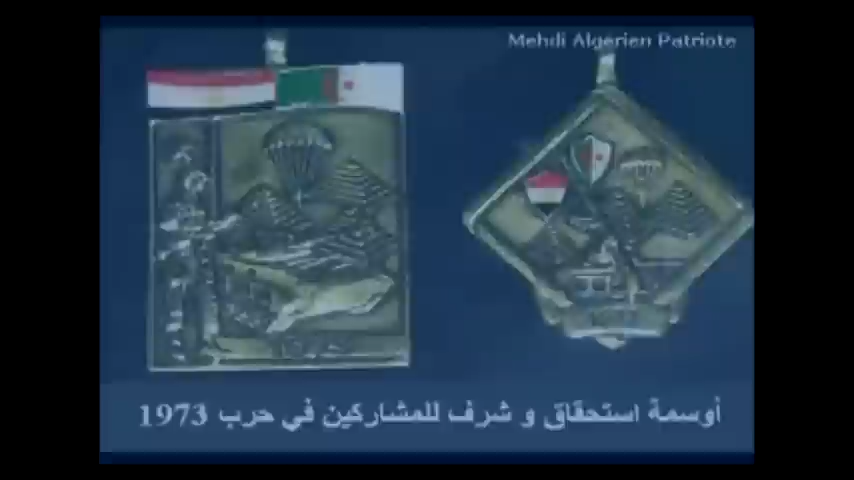 Mehdi Algerien Patriote
أوسمة استحقاق و شرف للمشاركين في حرب 1973